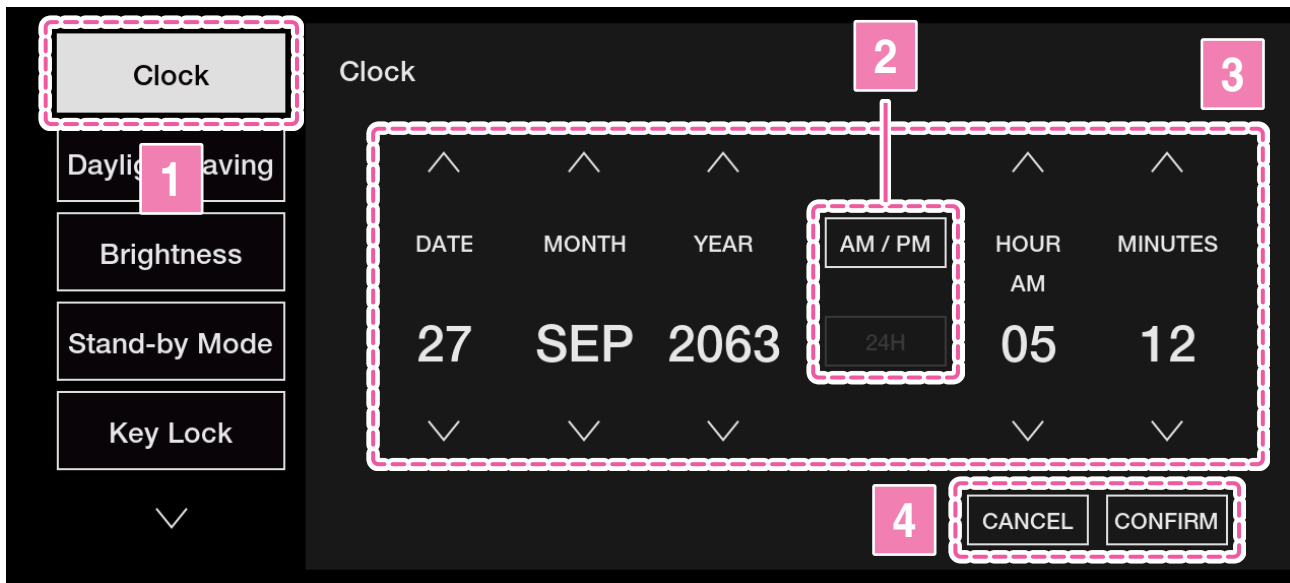 Clock
Dayli aving
Brightness
Stand-by Mode
Key Lock
1
Clock
2
3
DATE
MONTH
YEAR
AM / PM
HOUR
MINUTES
AM
27
SEP
2063
24H
05
12
4
CANCEL
CONFIRM